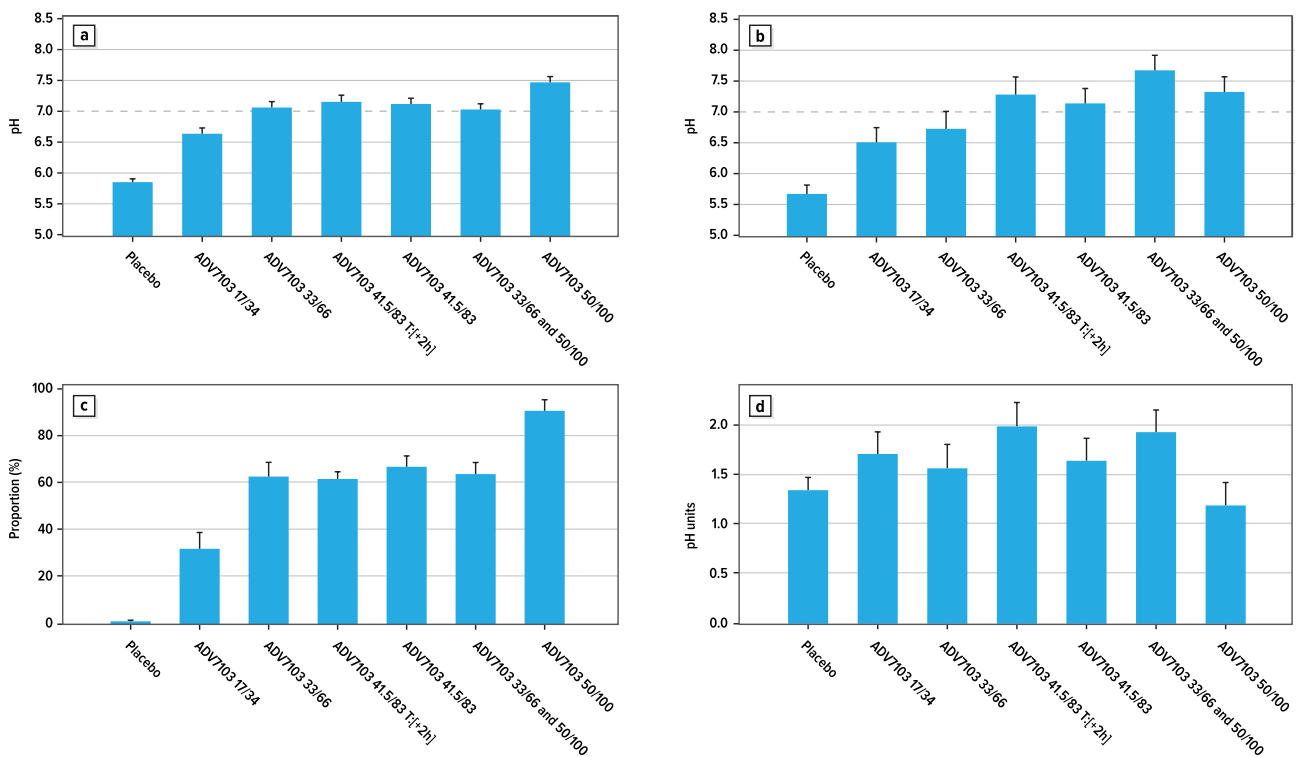 a
8.5
8.0
7.5
7.0
6.5
6.0
5.5
5.0
pH
Placebo
ADV7103 17/34
ADV7103 33/66
ADV7103 41.5/83 T:[+2h]
ADV7103 41.5/83
ADV7103 33/66 and 50/100
ADV7103 50/100
b
8.5
8.0
7.5
7.0
6.5
6.0
5.5
5.0
pH
Placebo
ADV7103 17/34
ADV7103 33/66
ADV7103 41.5/83 T:[+2h]
ADV7103 41.5/83
ADV7103 33/66 and 50/100
ADV7103 50/100
c
100
80
60
40
20
0
Proportion (%)
Placebo
ADV7103 17/34
ADV7103 33/66
ADV7103 41.5/83 T:[+2h]
ADV7103 41.5/83
ADV7103 33/66 and 50/100
ADV7103 50/100
d
2.0
1.5
1.0
0.5
0.0
pH units
Placebo
ADV7103 17/34
ADV7103 33/66
ADV7103 41.5/83 T:[+2h]
ADV7103 41.5/83
ADV7103 33/66 and 50/100
ADV7103 50/100